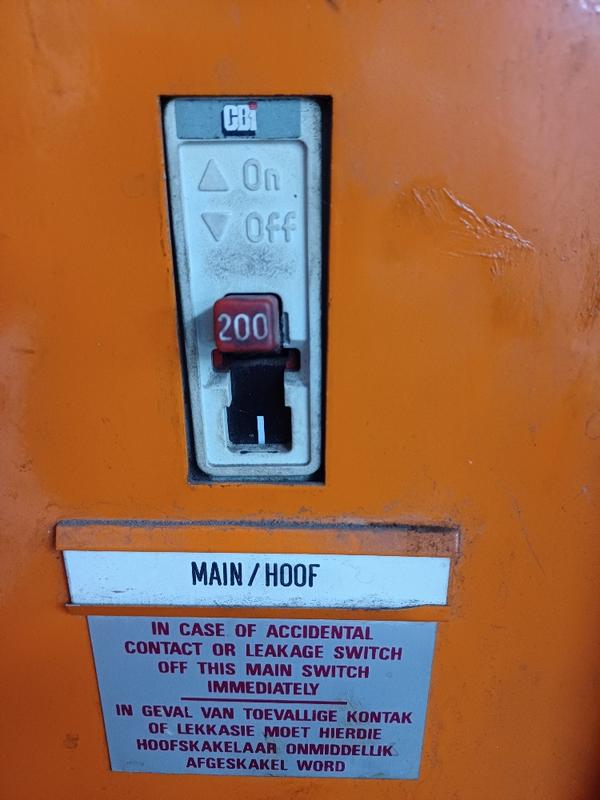 CBi
On
Off
200
MAIN/HOOF
IN CASE OF ACCIDENTAL
CONTACT OR LEAKAGE SWITCH
OFF THIS MAIN SWITCH
IMMEDIATELY
IN GEVAL VAN TOEVALLIGE KONTAK
OF LEKKASIE MOET HIERDIE
HOOFSKAKELAAR ONMIDDELLIK
AFGESKAKEL WORD